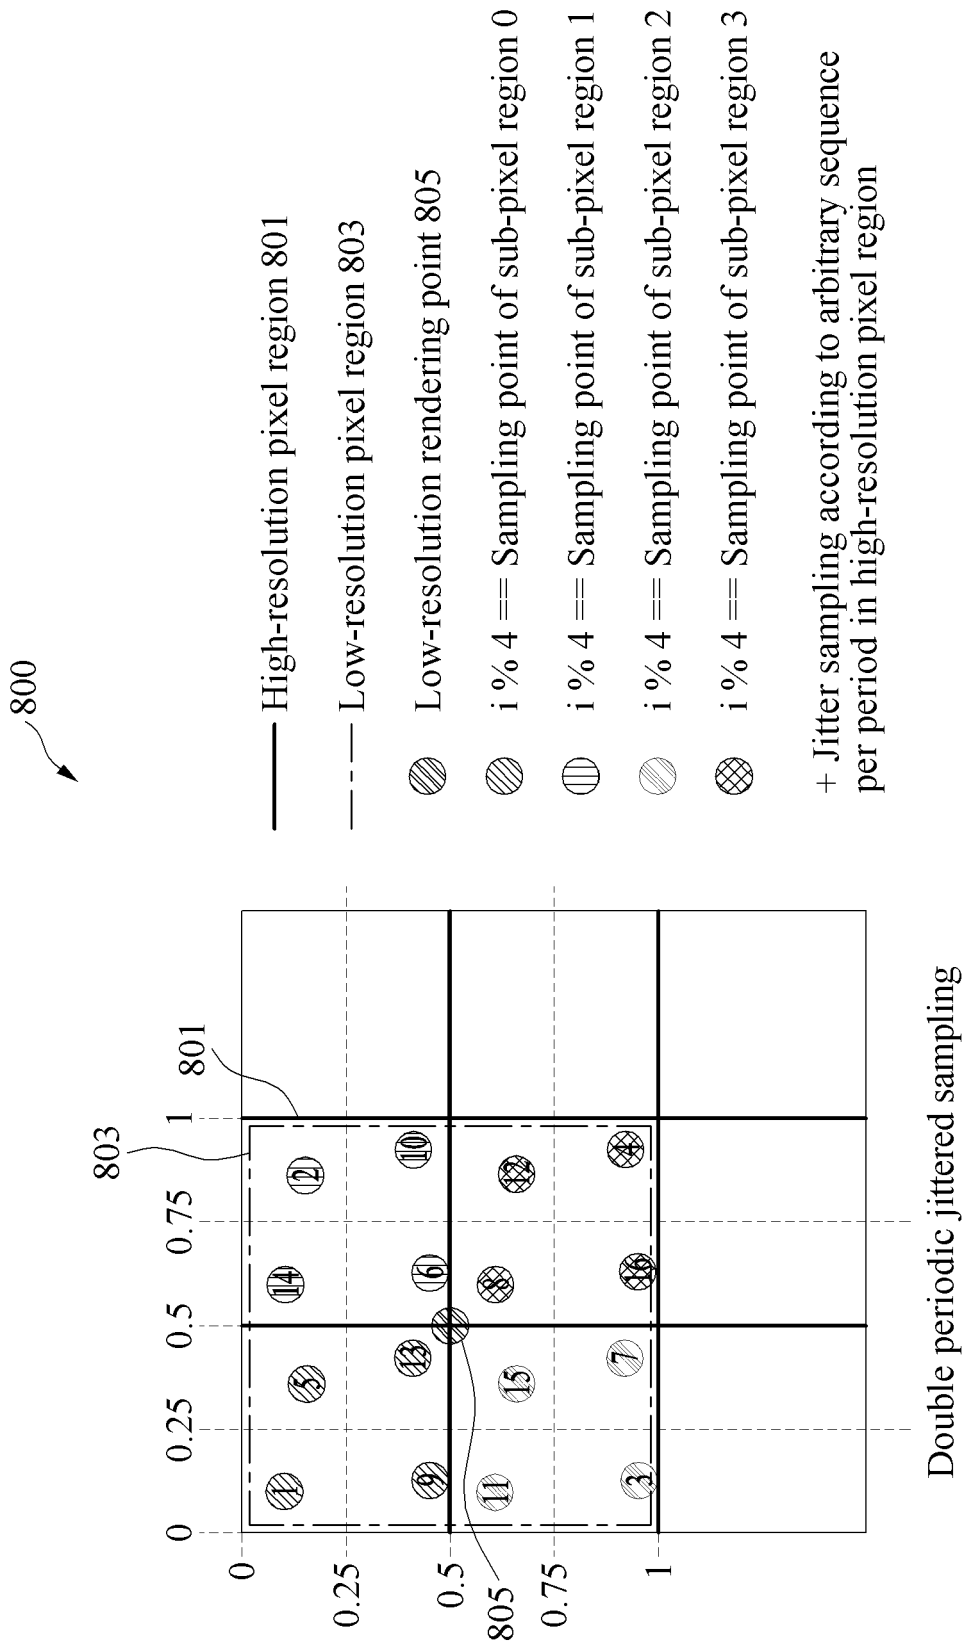 800
803
801
0 0.25 0.5 0.75 1
0
0.25
0.5
805
0.75
1
1 14
5 2
13 10
9 6
11 8
15 12
7 4
3 16
Double periodic jittered sampling
High-resolution pixel region 801
Low-resolution pixel region 803
Low-resolution rendering point 805
i % 4 == Sampling point of sub-pixel region 0
i % 4 == Sampling point of sub-pixel region 1
i % 4 == Sampling point of sub-pixel region 2
i % 4 == Sampling point of sub-pixel region 3
+ Jitter sampling according to arbitrary sequence
per period in high-resolution pixel region